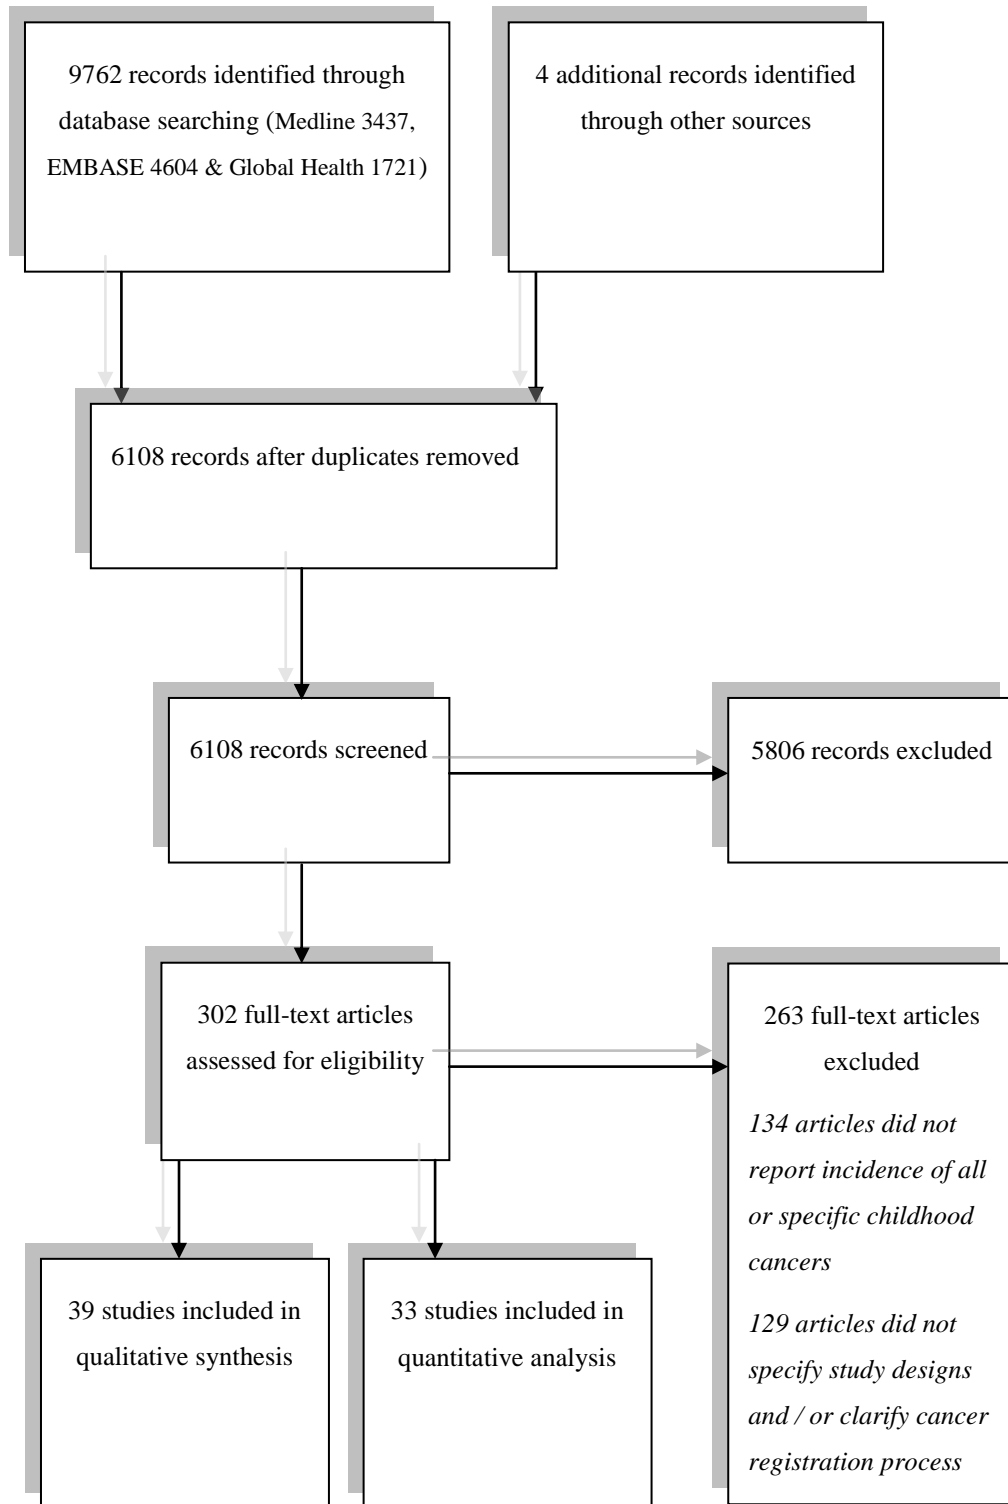 9762 records identified through
database searching (Medline 3437,
EMBASE 4604 & Global Health 1721)
4 additional records identified
through other sources
6108 records after duplicates removed
6108 records screened
5806 records excluded
302 full-text articles
assessed for eligibility
263 full-text articles
excluded
134 articles did not
report incidence of all
or specific childhood
cancers
129 articles did not
specify study designs
and / or clarify cancer
registration process
39 studies included in
qualitative synthesis
33 studies included in
quantitative analysis